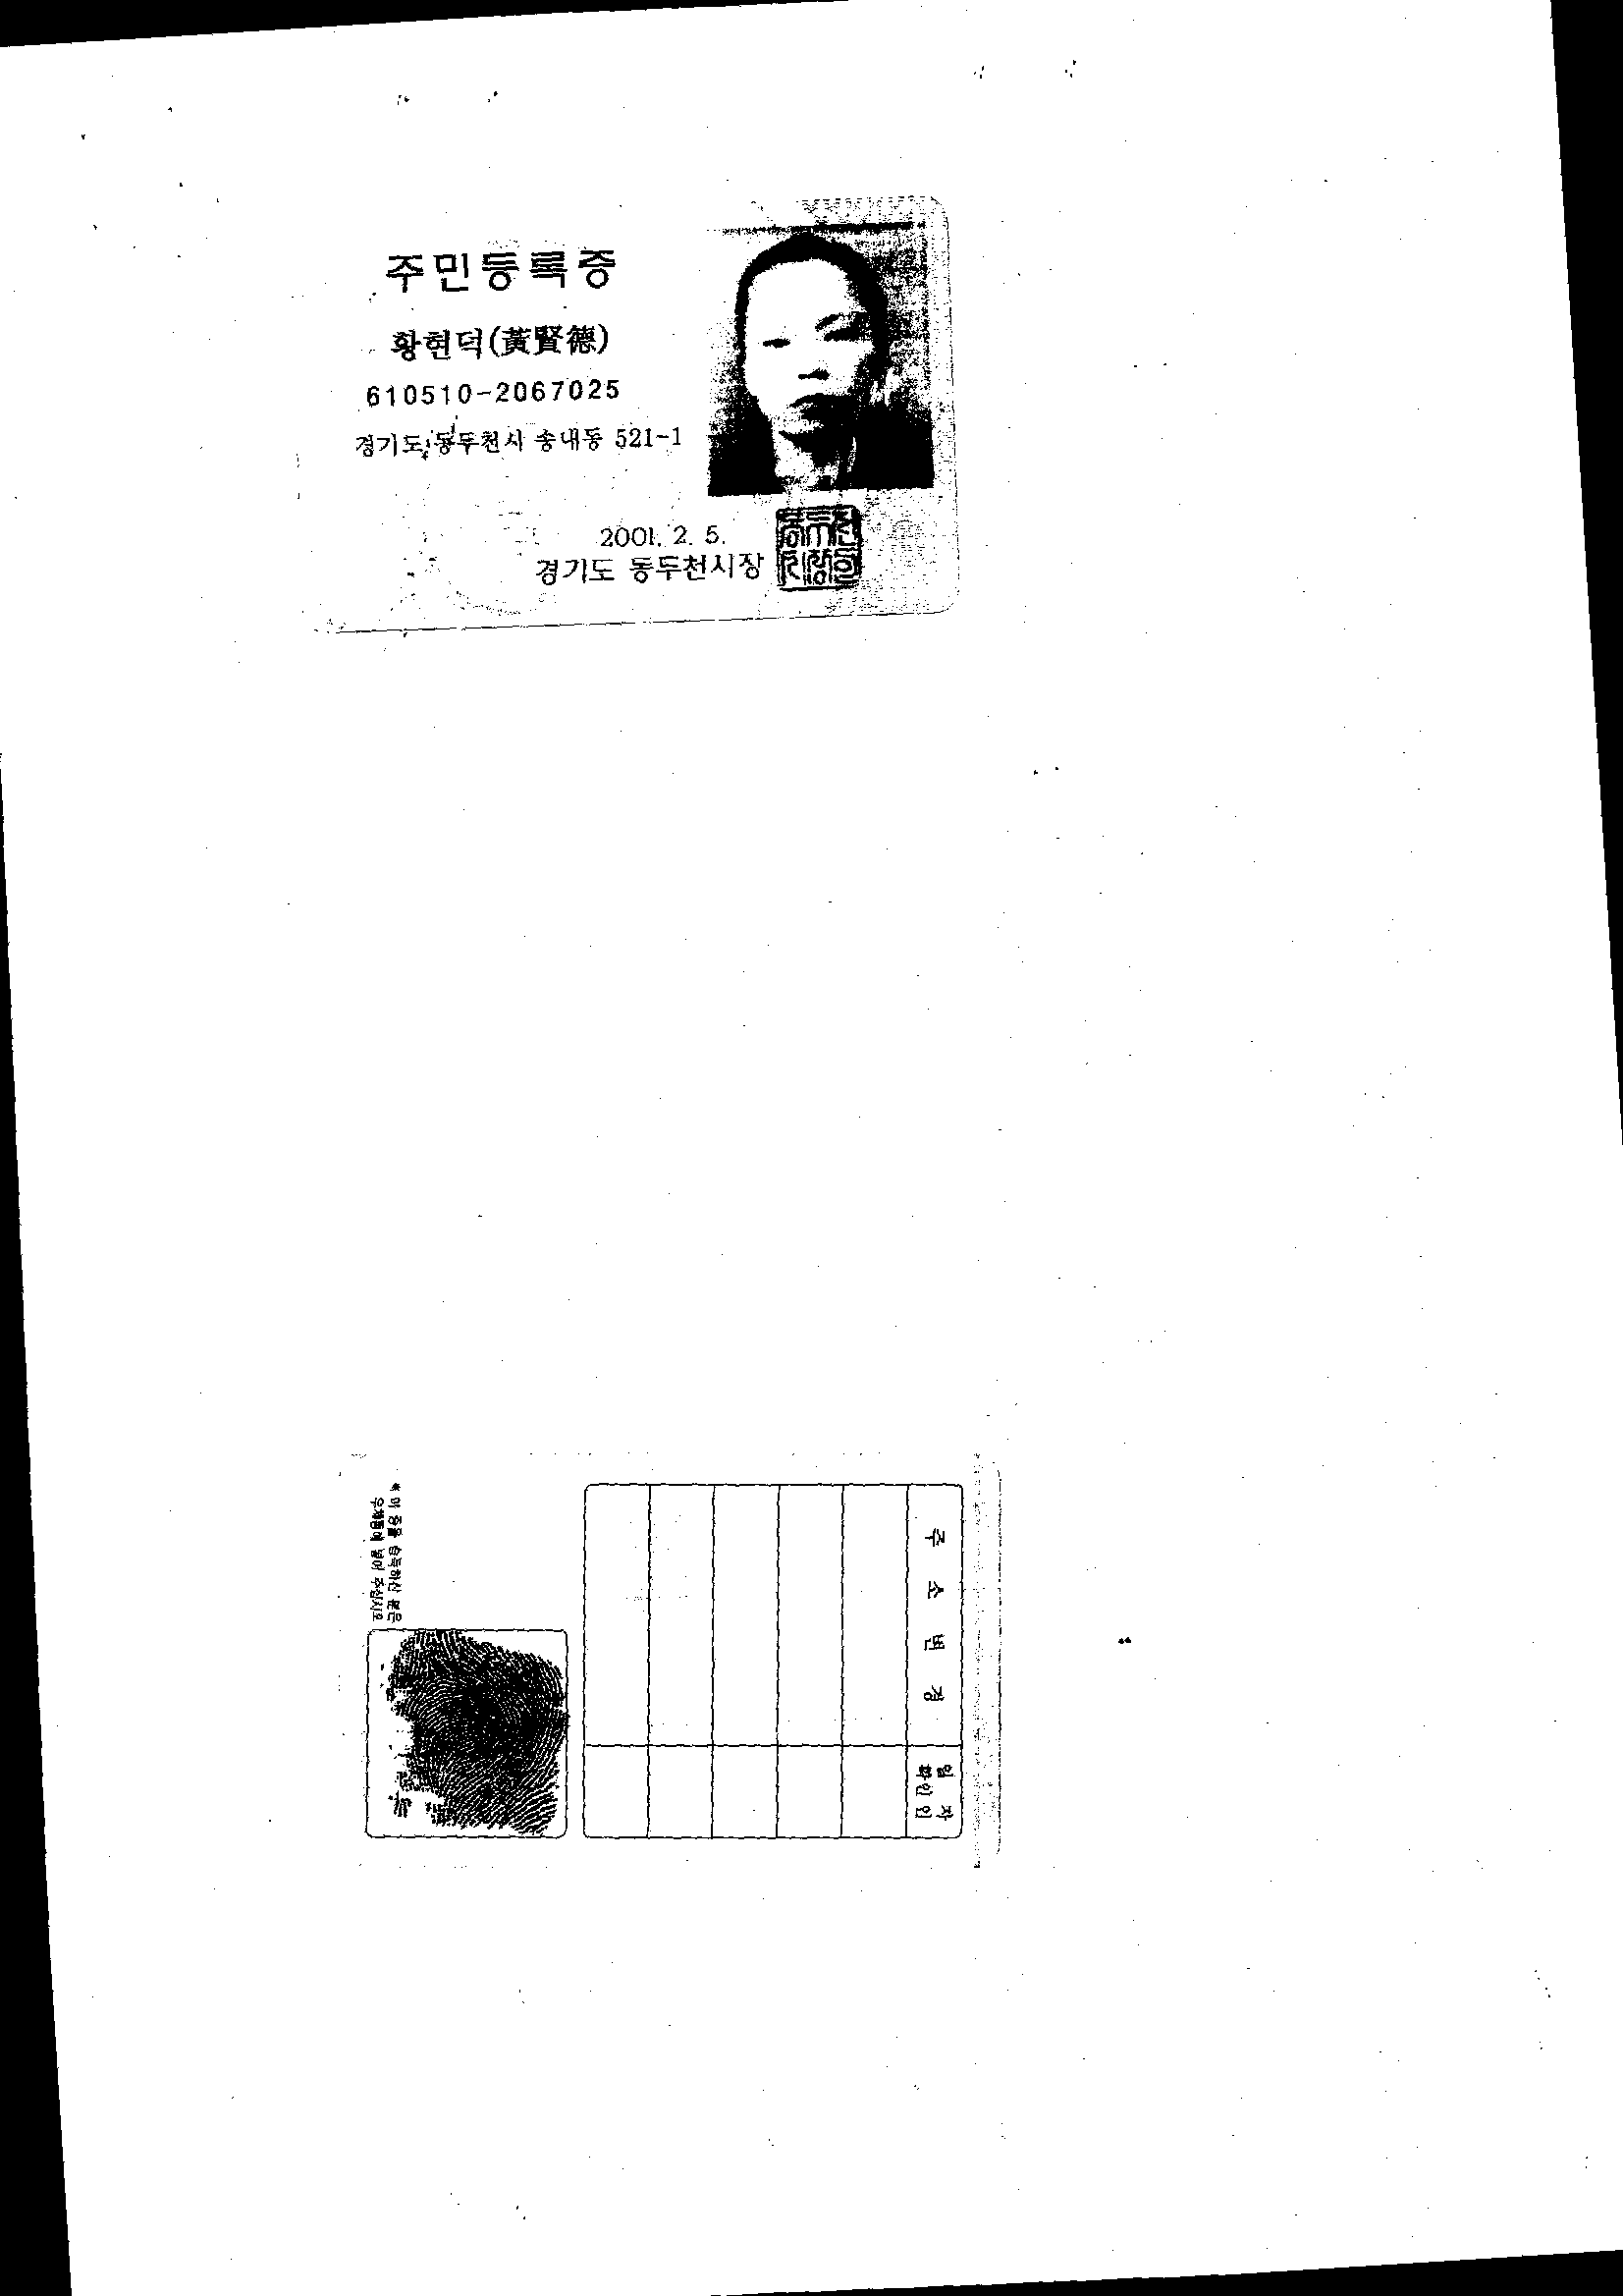 주민등록증
황현덕(黃賢德)
610510-2067025
경기도 동두천시 송내동 521-1
2001. 2. 5.
경기도 동두천시장
* 이 증을 습득하신 분은
우체통에 넣어 주십시오
주 소 변 동
일 자
확인인